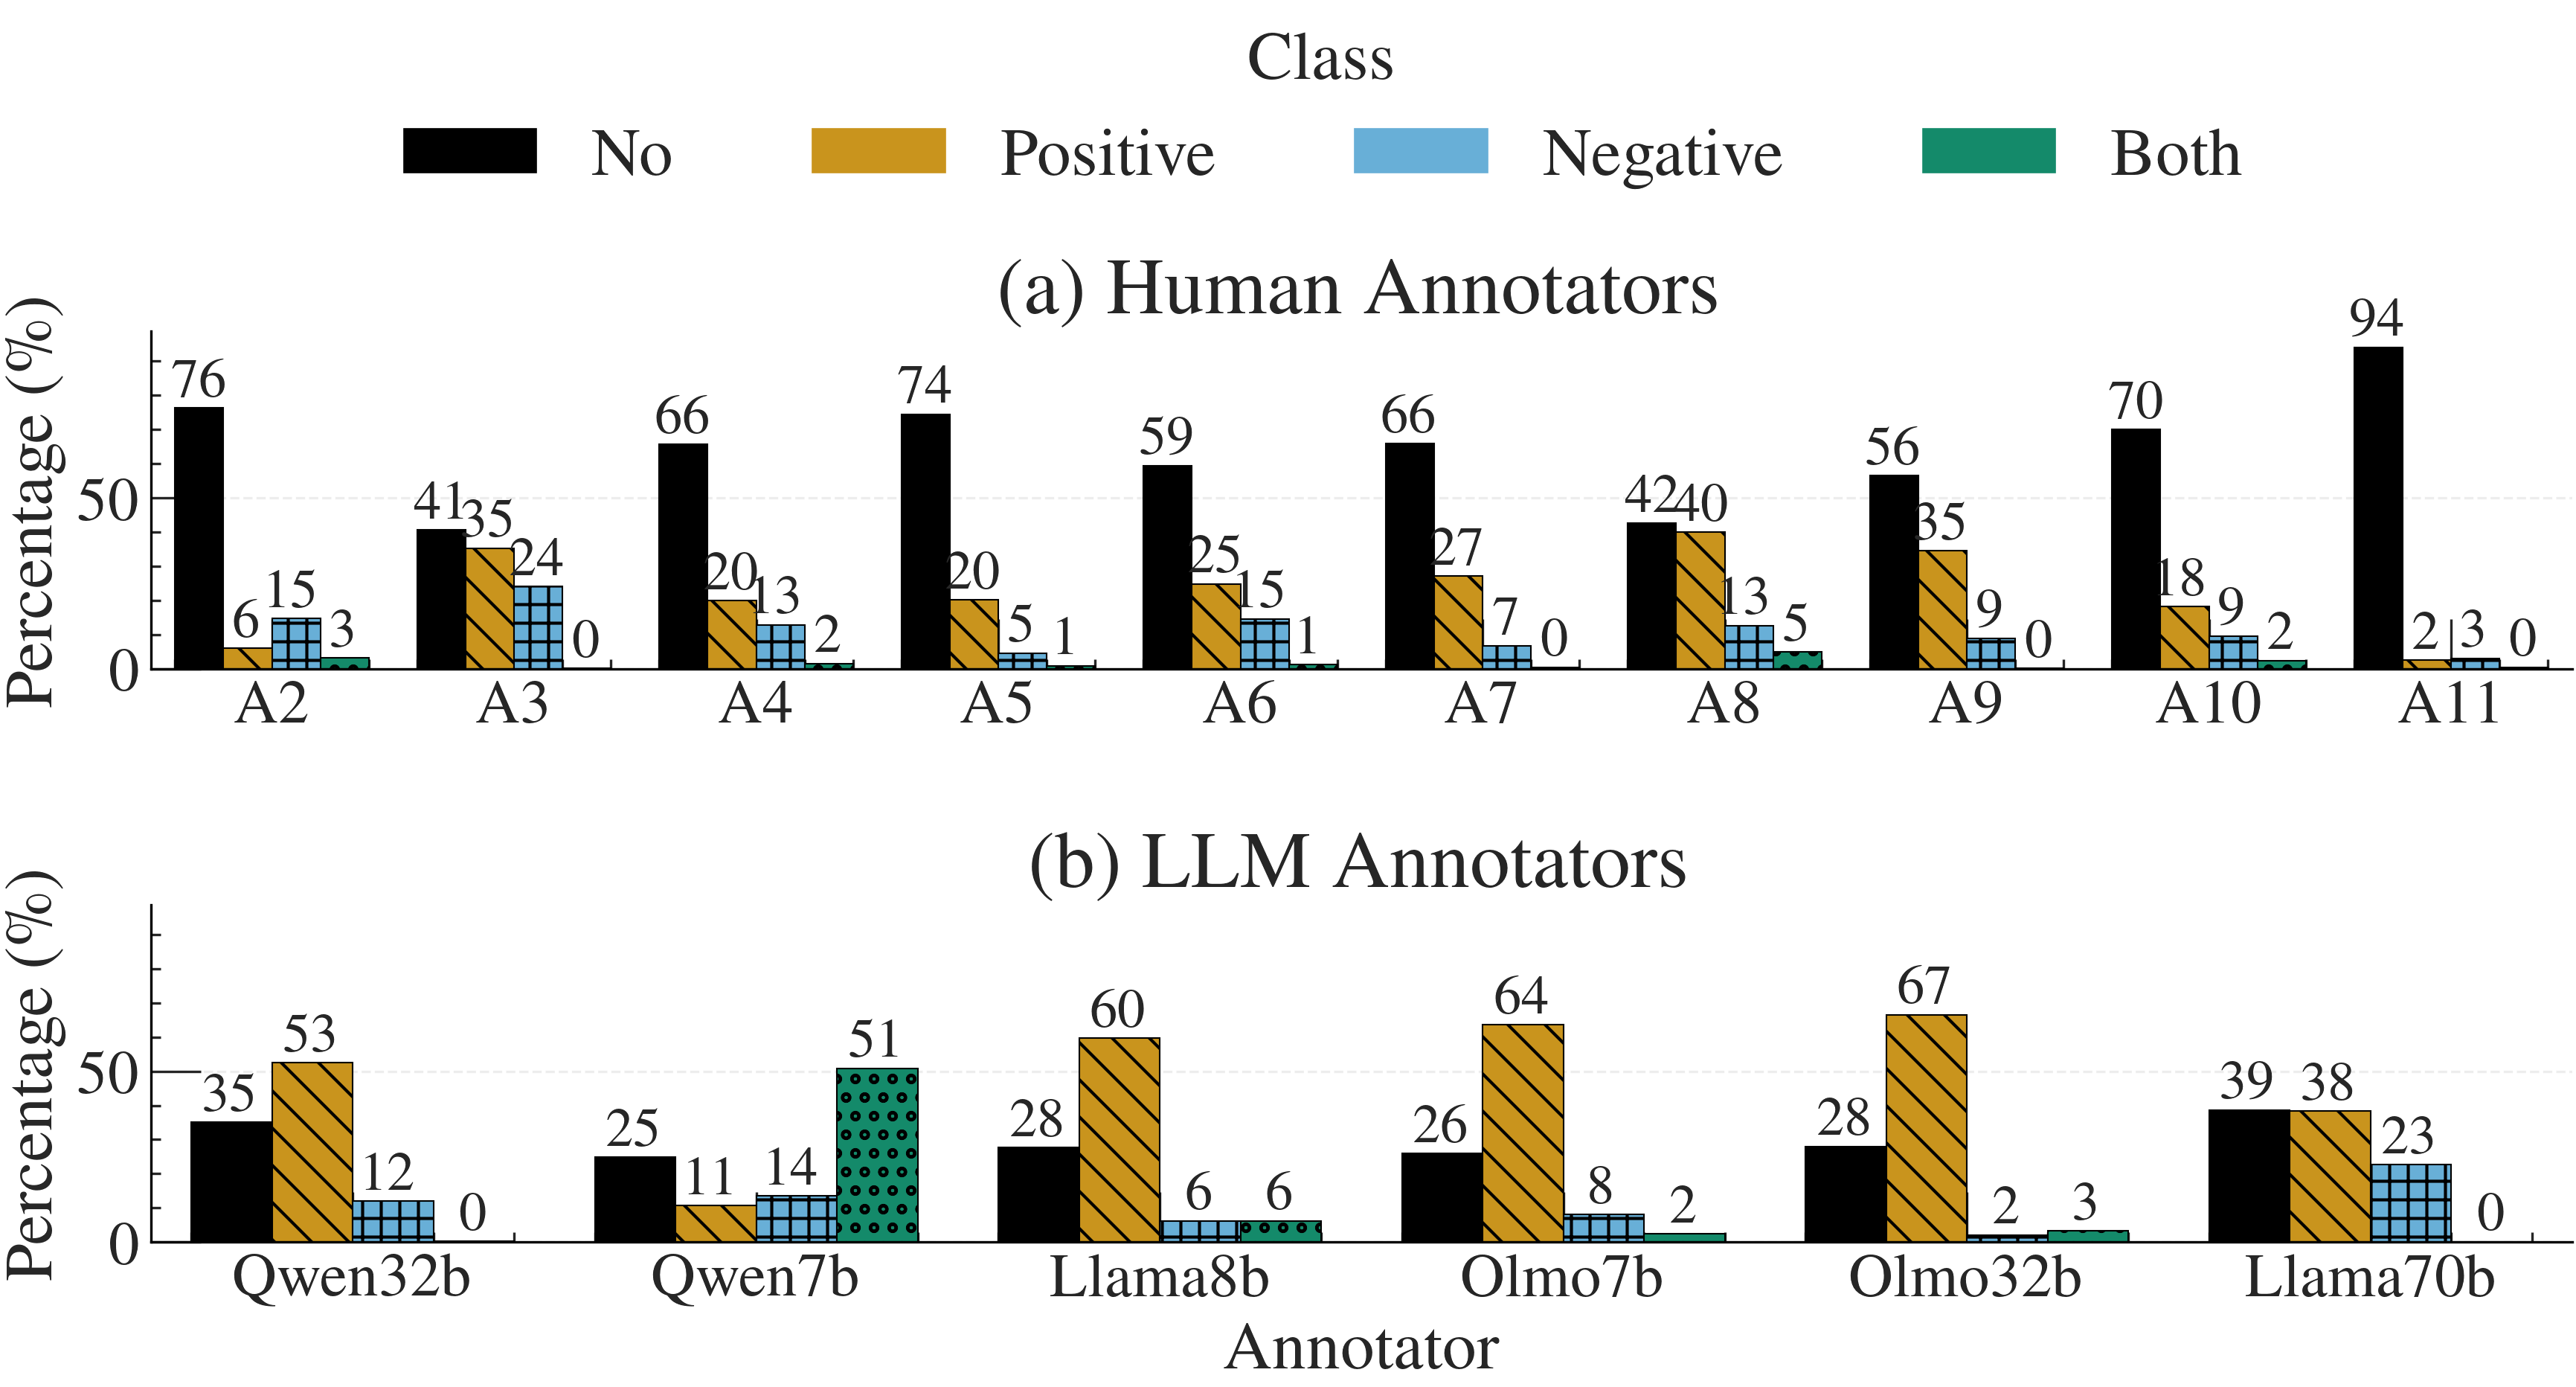 Class
No Positive Negative Both
(a) Human Annotators
Percentage (%)
50
0
76 6 15 3
41 35 24 0
66 20 13 2
74 20 5 1
59 25 15 1
66 27 7 0
42 40 13 5
56 35 9 0
70 18 9 2
94 2 3 0
A2 A3 A4 A5 A6 A7 A8 A9 A10 A11
(b) LLM Annotators
Percentage (%)
50
0
35 53 12 0
25 11 14 51
28 60 6 6
26 64 8 2
28 67 2 3
39 38 23 0
Qwen32b Qwen7b Llama8b Olmo7b Olmo32b Llama70b
Annotator